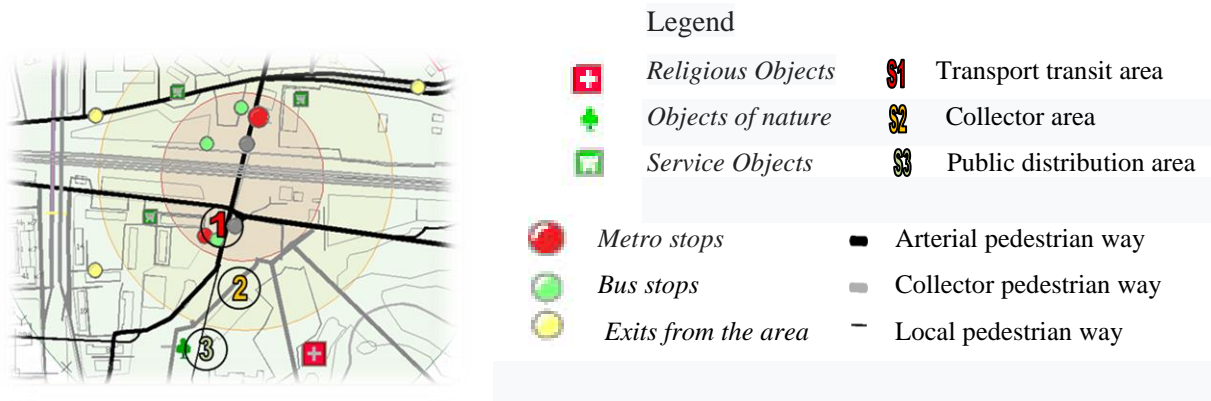 Legend
Religious Objects S1 Transport transit area
Objects of nature S2 Collector area
Service Objects S3 Public distribution area
Metro stops Arterial pedestrian way
Bus stops Collector pedestrian way
Exits from the area Local pedestrian way
1
2
3